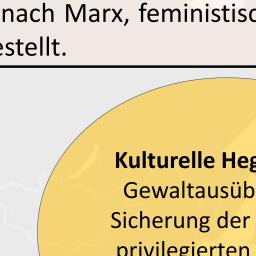 nach Marx, feministisc
estellt.
Kulturelle Heg
Gewaltausüb
Sicherung der
privilegierten